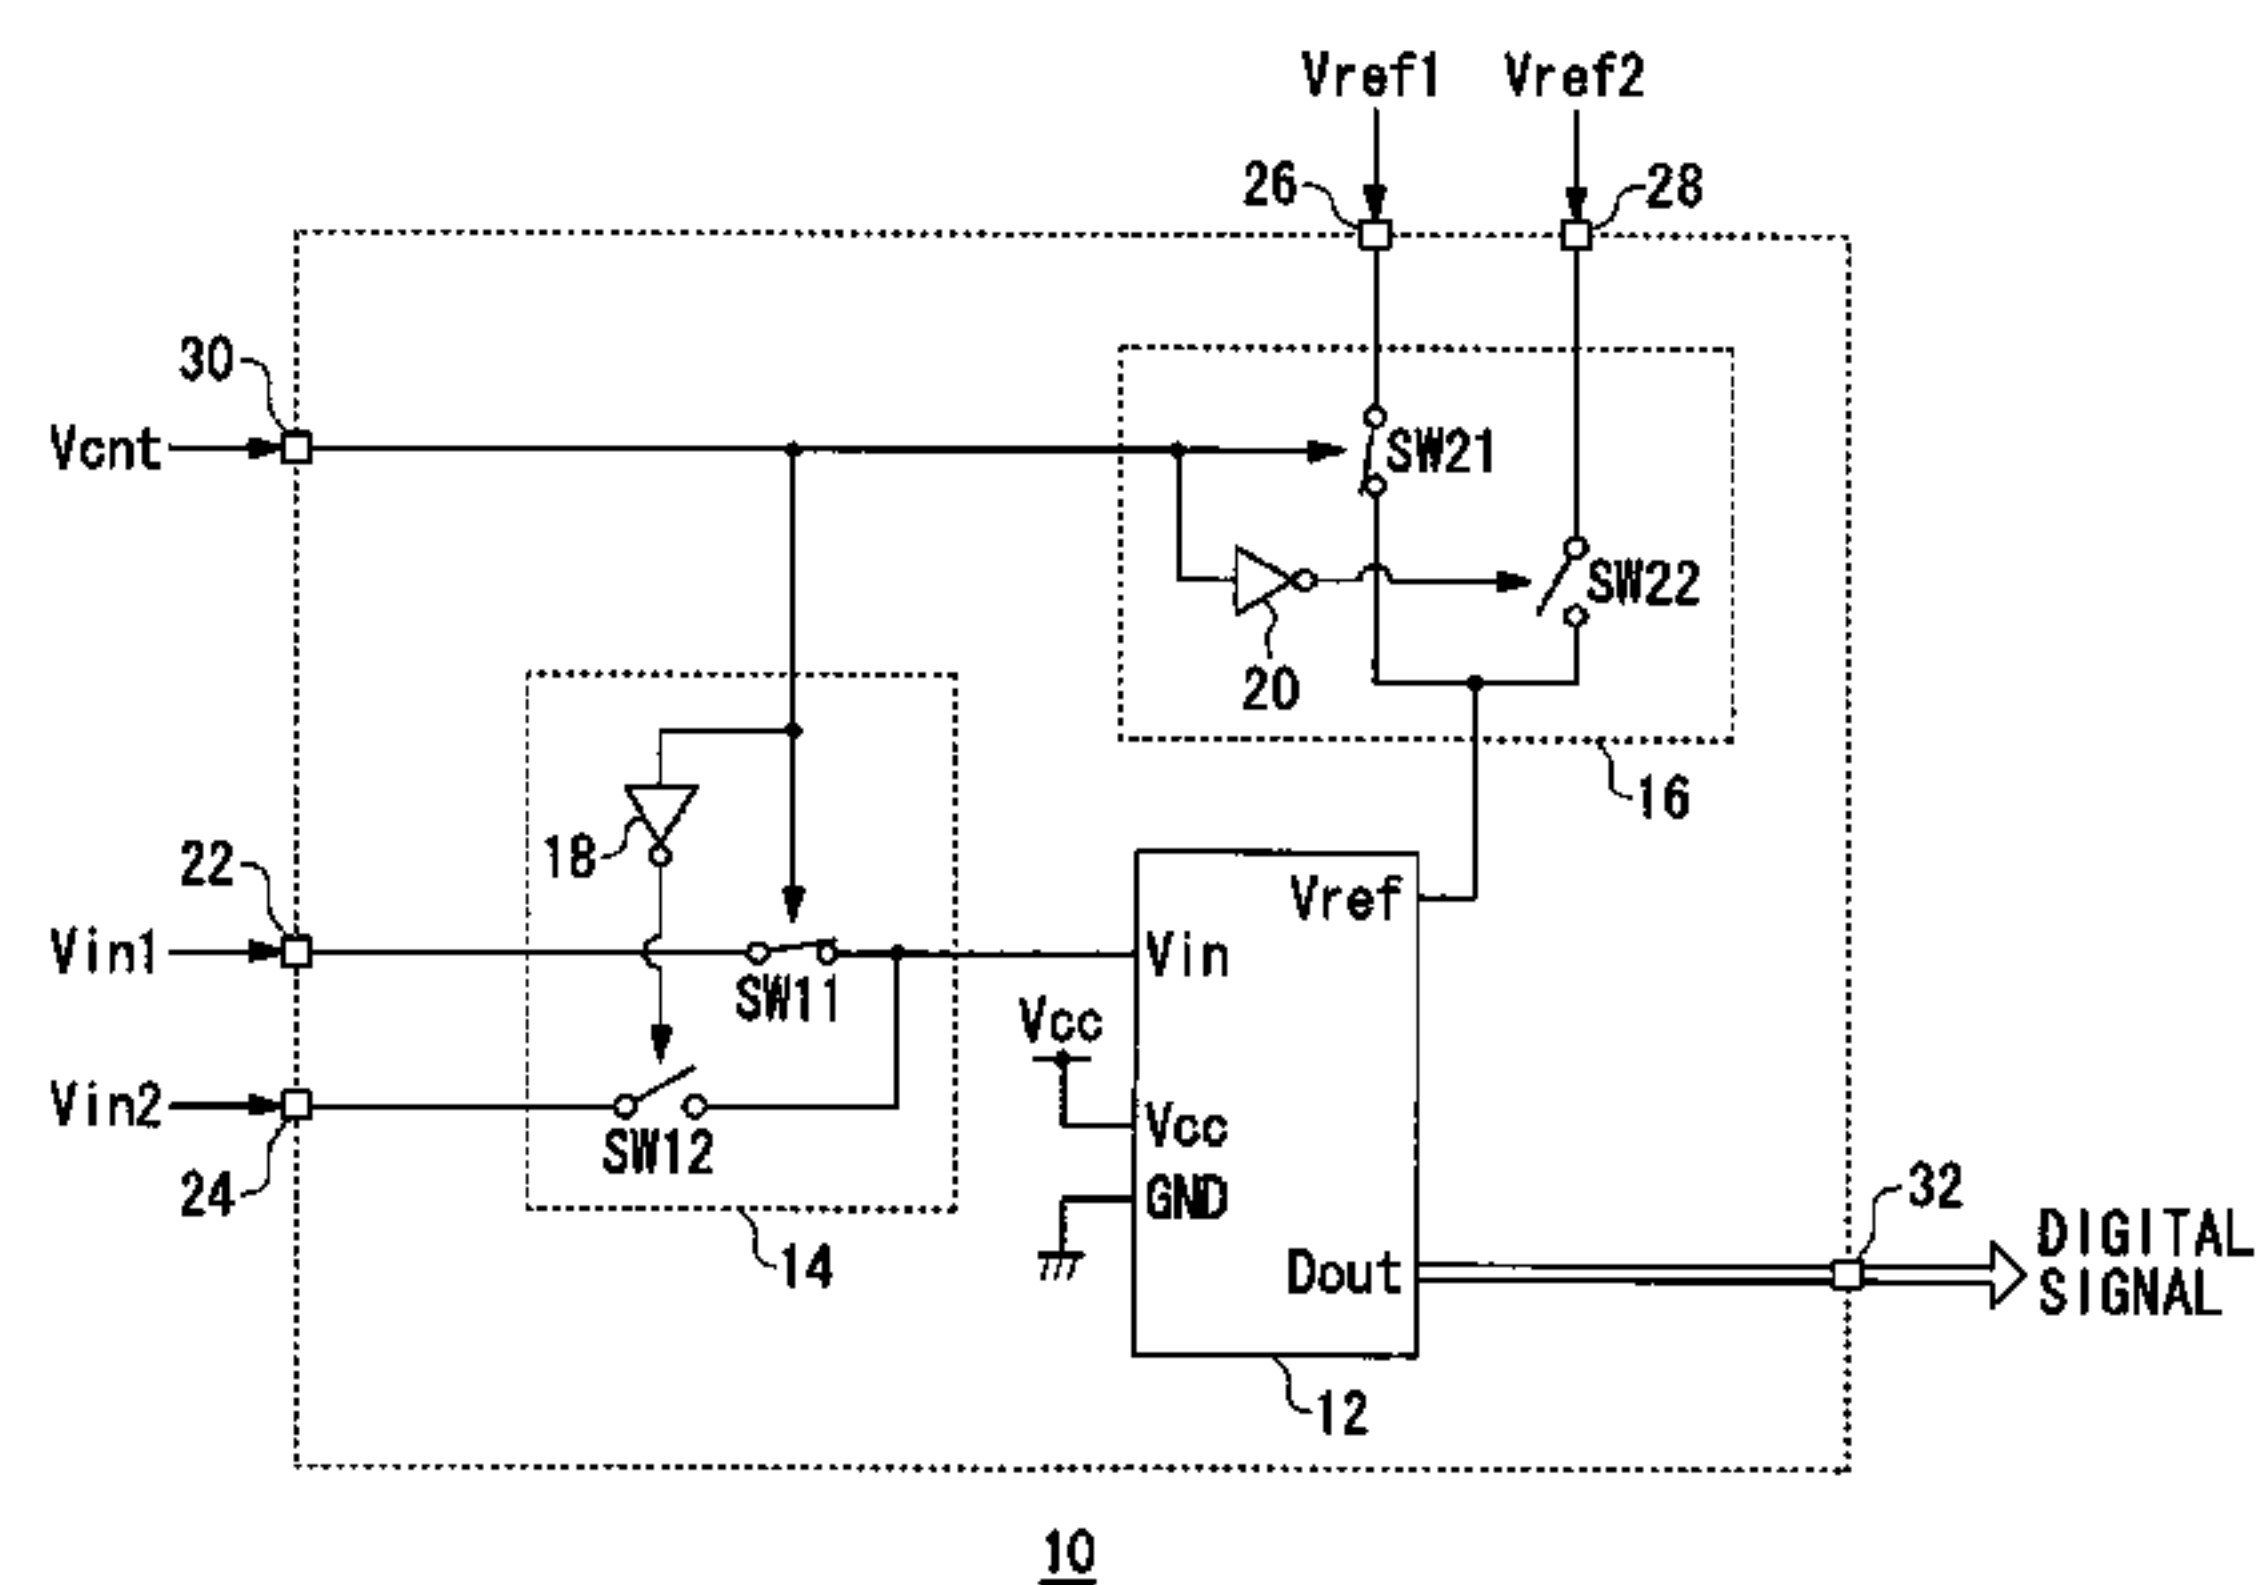 Vref1 Vref2
26
28
30
Vcnt
SW21
SW22
20
16
18
22
Vin1
SW11
Vref
Vin
Vcc
Vin2
SW12
24
Vcc
GND
14
Dout
32
DIGITAL
SIGNAL
12
10